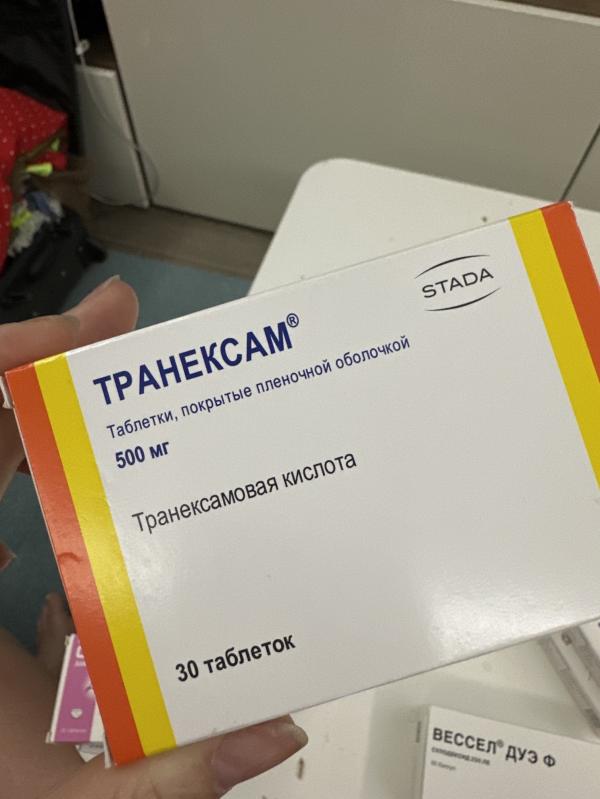 STADA
ТРАНЕКСАМ®
Таблетки, покрытые пленочной оболочкой
500 мг
Транексамовая кислота
30 таблеток
ВЕССЕЛ® ДУЭ Ф